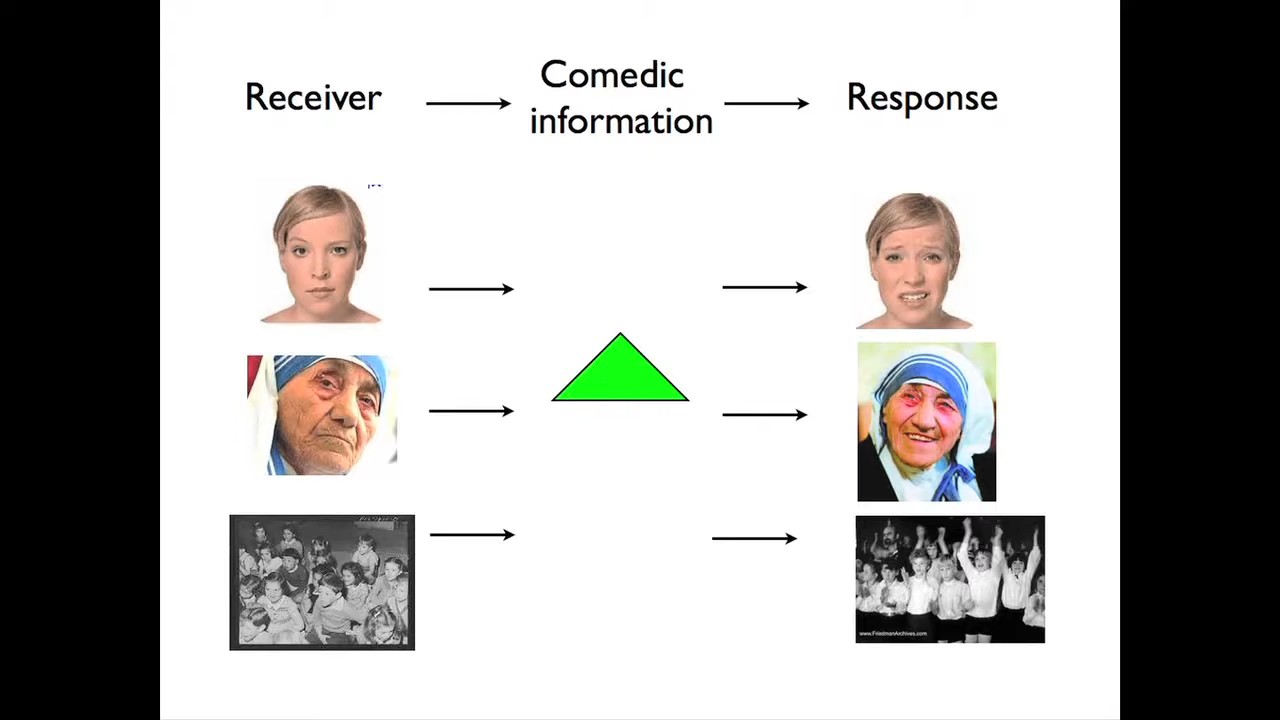 Receiver
Comedic
information
Response
www.FriedmanArchives.com